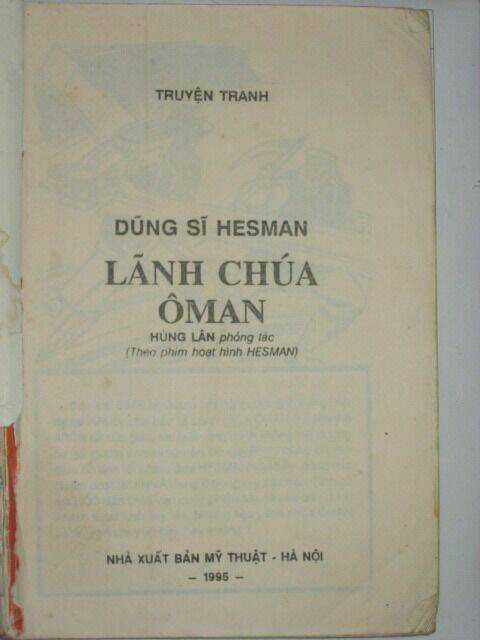 TRUYỆN TRANH
DŨNG SĨ HESMAN
LÃNH CHÚA
ÔMAN
HÙNG LÂN phóng tác
(Theo phim hoạt hình HESMAN)
NHÀ XUẤT BẢN MỸ THUẬT - HÀ NỘI
– 1995 –